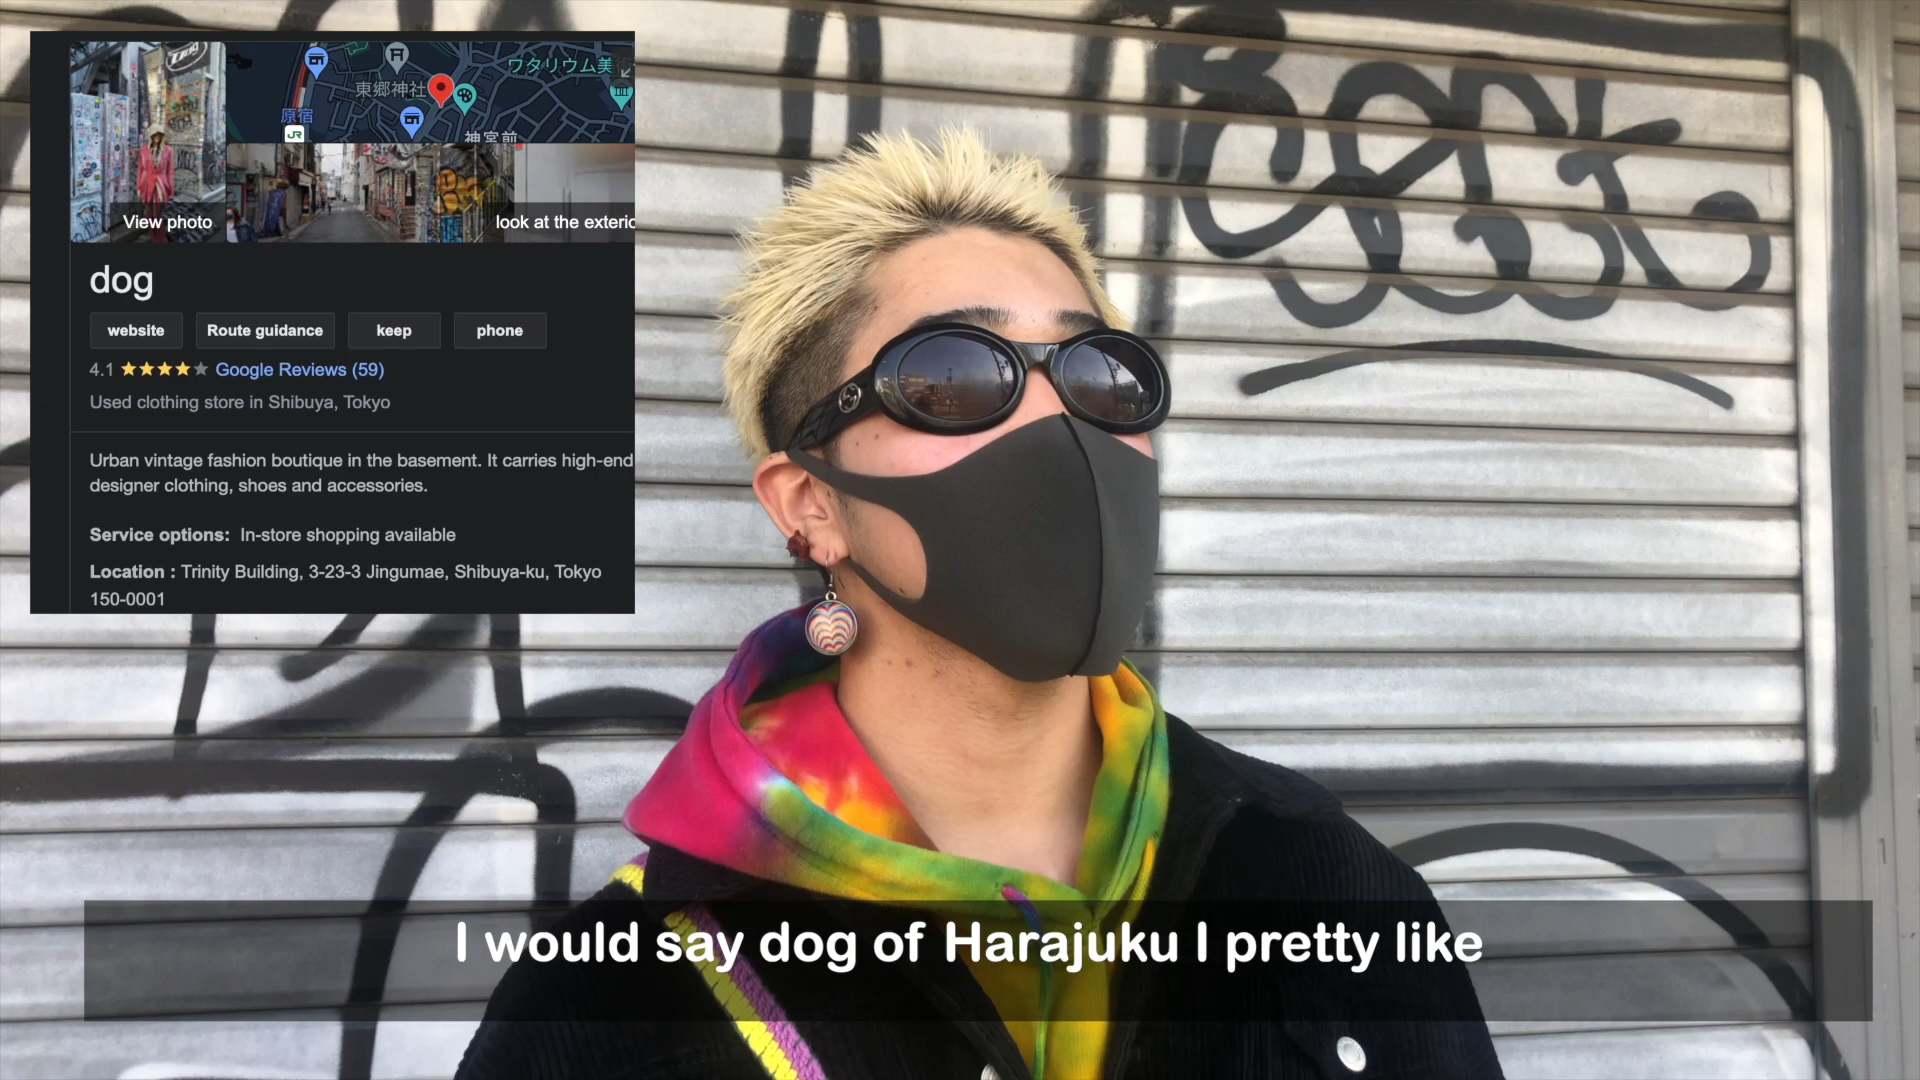 ワタリウム美術
東郷神社
原宿
JR
神宮前
View photo
look at the exterio
dog
website
Route guidance
keep
phone
4.1 ★★★★★ Google Reviews (59)
Used clothing store in Shibuya, Tokyo
Urban vintage fashion boutique in the basement. It carries high-end
designer clothing, shoes and accessories.
Service options: In-store shopping available
Location : Trinity Building, 3-23-3 Jingumae, Shibuya-ku, Tokyo
150-0001
I would say dog of Harajuku I pretty like